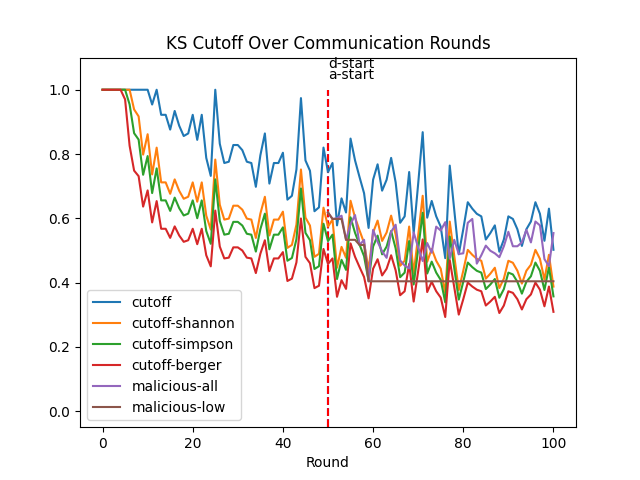 KS Cutoff Over Communication Rounds
d-start
a-start
1.0
0.8
0.6
0.4
0.2
0.0
cutoff
cutoff-shannon
cutoff-simpson
cutoff-berger
malicious-all
malicious-low
0 20 40 60 80 100
Round